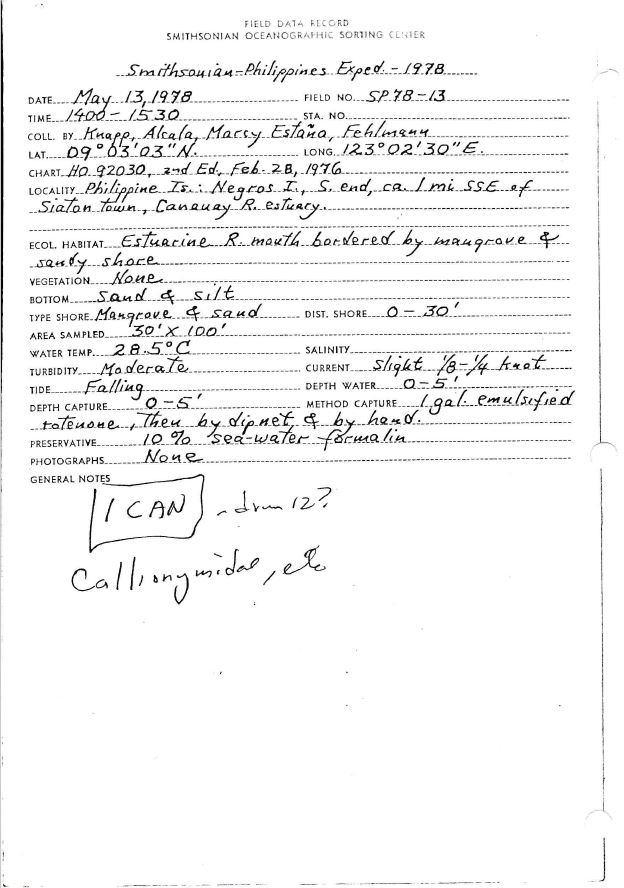 FIELD DATA RECORD
SMITHSONIAN OCEANOGRAPHIC SORTING CENTER
Smithsonian-Philippines Exped. - 1978
DATE May 13, 1978 FIELD NO. SP 78-13
TIME 1400 - 1530 STA. NO.
COLL. BY Knapp, Alcala, Marsy Estaño, Fehlmann
LAT. 09°03'03"N. LONG. 123°02'30"E.
CHART HO 92030, 2nd Ed, Feb. 28, 1976
LOCALITY Philippine Is.: Negros I., S. end, ca. 1 mi SSE of
Siaton town, Canauay R. estuary.
ECOL. HABITAT Estuarine R. mouth bordered by mangrove &
sandy shore
VEGETATION None
BOTTOM Sand & silt
TYPE SHORE Mangrove & sand DIST. SHORE 0 - 30'
AREA SAMPLED 30' X 100'
WATER TEMP. 28.5°C SALINITY
TURBIDITY Moderate CURRENT Slight 1/8-1/4 knot
TIDE Falling DEPTH WATER 0-5'
DEPTH CAPTURE 0-5' METHOD CAPTURE 1 gal. emulsified
rotenone, Then by dipnet & by hand.
PRESERVATIVE 10% sea-water formalin
PHOTOGRAPHS None
GENERAL NOTES
1 CAN - drum 12?
Callionymidae, etc